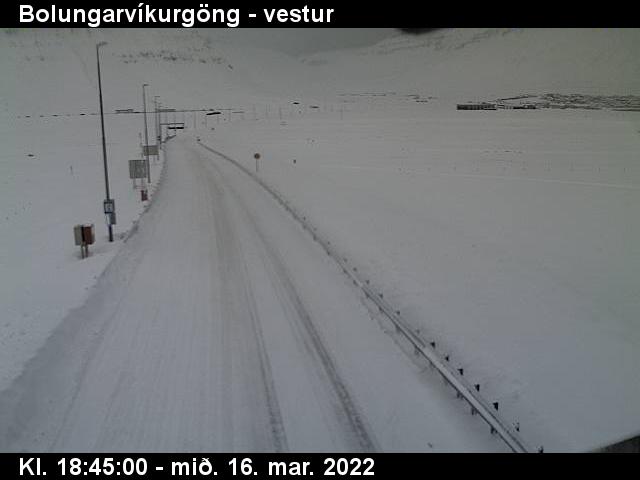 Bolungarvíkurgöng - vestur
Kl. 18:45:00 - mið. 16. mar. 2022